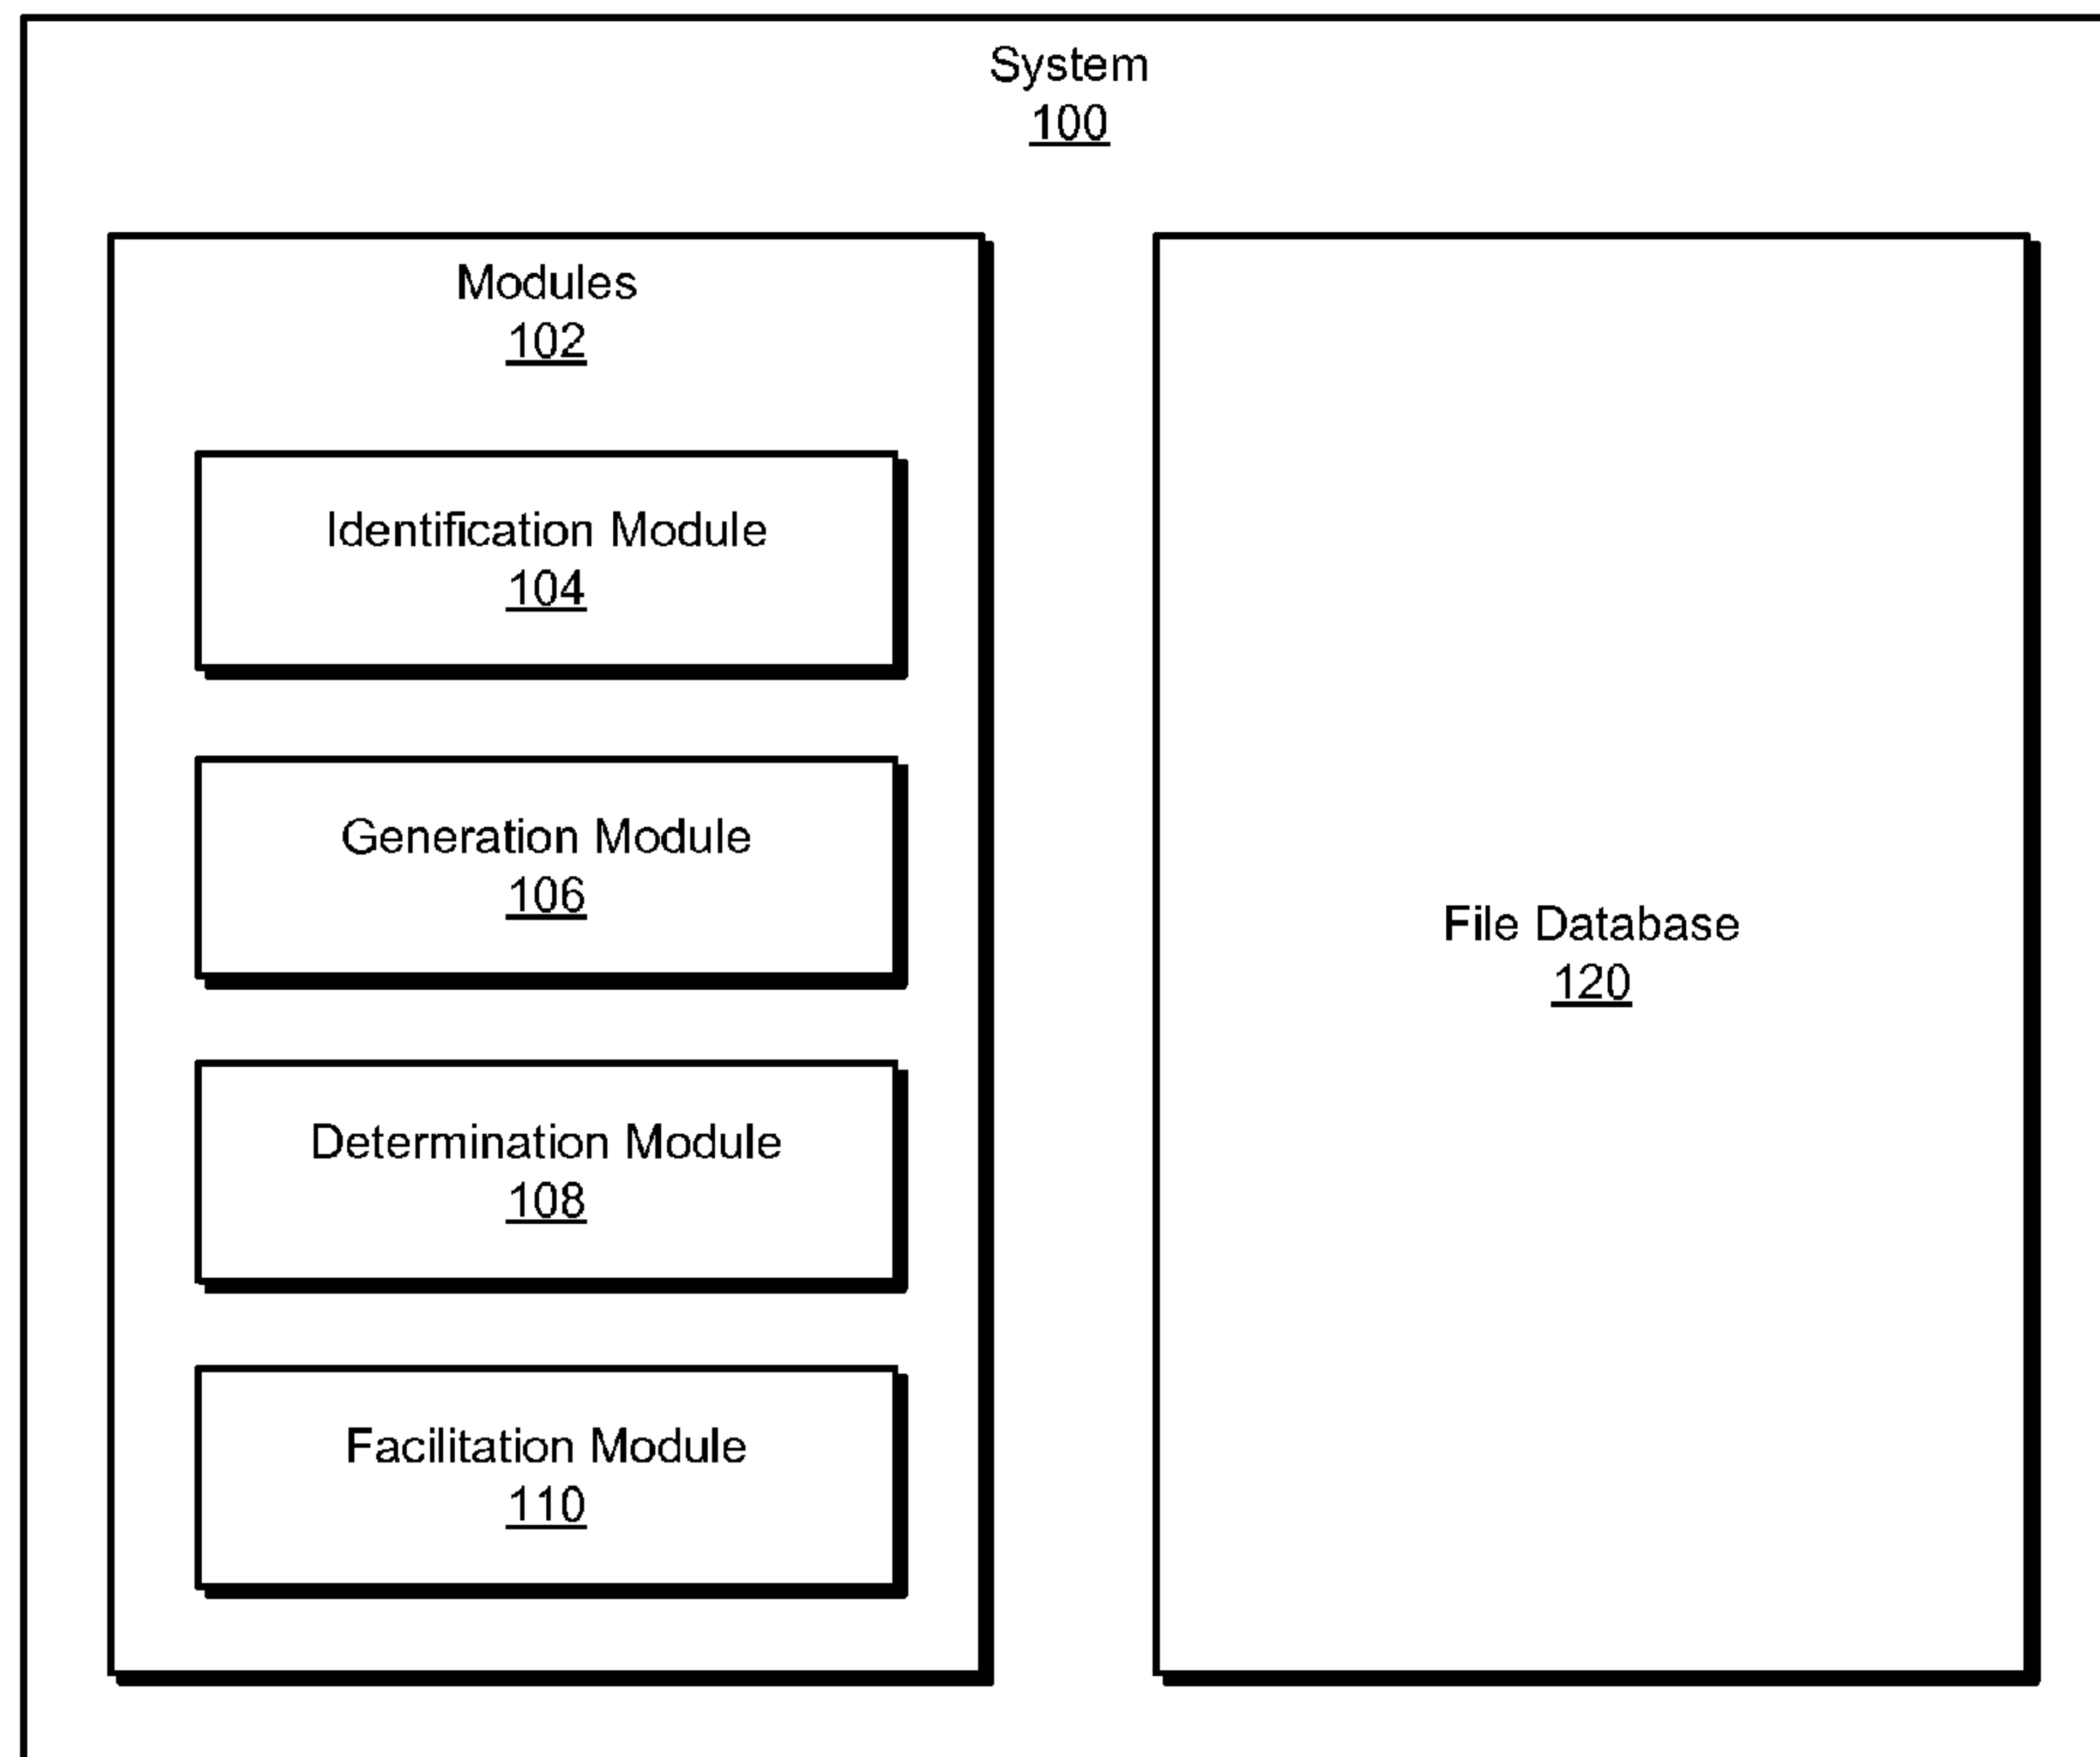 System
100
Modules
102
Identification Module
104
Generation Module
106
Determination Module
108
Facilitation Module
110
File Database
120